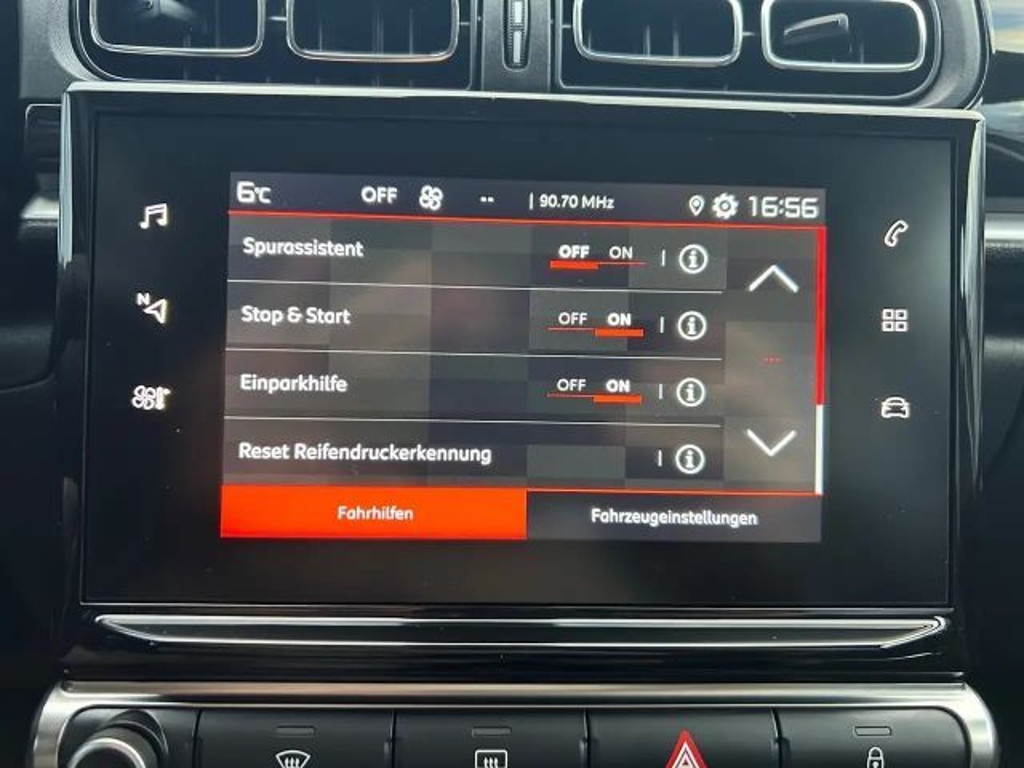 6°C OFF -- | 90.70 MHz 16:56
Spurassistent OFF ON
Stop & Start OFF ON
Einparkhilfe OFF ON
Reset Reifendruckerkennung
Fahrhilfen Fahrzeugeinstellungen
N